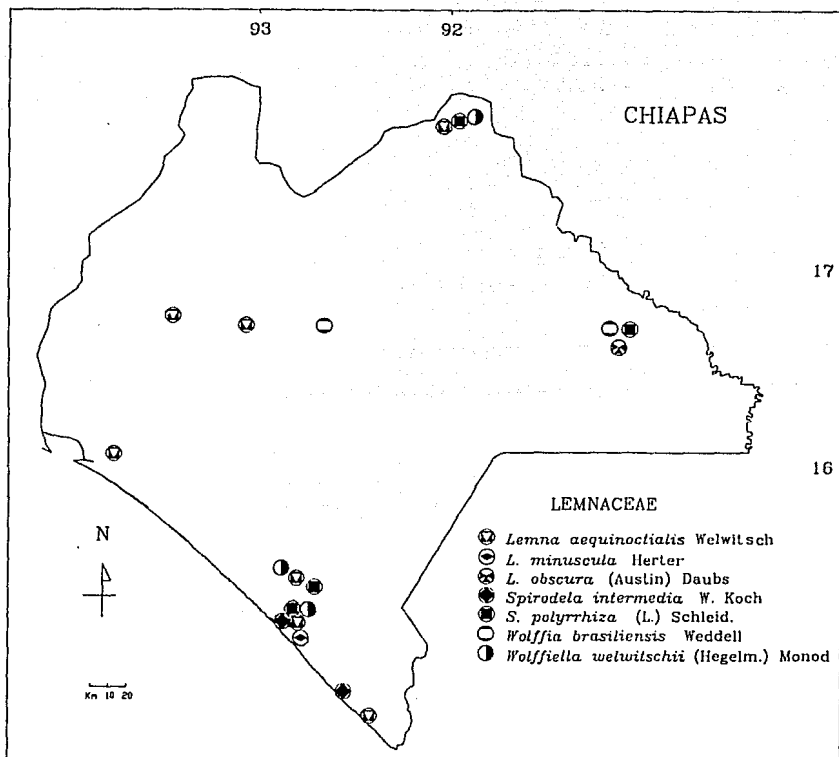 93 92
CHIAPAS
17
16
LEMNACEAE
N
Lemna aequinoctialis Welwitsch
L. minuscula Herter
L. obscura (Austin) Daubs
Spirodela intermedia W. Koch
S. polyrrhiza (L.) Schleid.
Wolffia brasiliensis Weddell
Wolffiella welwitschii (Hegelm.) Monod
Km 10 20